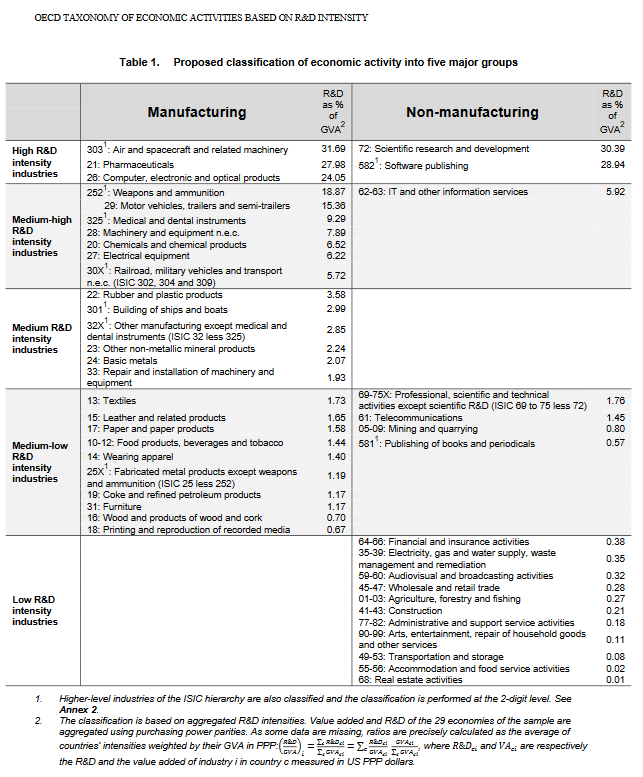 OECD TAXONOMY OF ECONOMIC ACTIVITIES BASED ON R&D INTENSITY
Table 1. Proposed classification of economic activity into five major groups
Manufacturing R&D as % of GVA2 Non-manufacturing R&D as % of GVA2
High R&D intensity industries
303¹: Air and spacecraft and related machinery 31.69 72: Scientific research and development 30.39
21: Pharmaceuticals 27.98 582¹: Software publishing 28.94
26: Computer, electronic and optical products 24.05
Medium-high R&D intensity industries
252¹: Weapons and ammunition 18.87 62-63: IT and other information services 5.92
29: Motor vehicles, trailers and semi-trailers 15.36
325¹: Medical and dental instruments 9.29
28: Machinery and equipment n.e.c. 7.89
20: Chemicals and chemical products 6.52
27: Electrical equipment 6.22
30X¹: Railroad, military vehicles and transport
n.e.c. (ISIC 302, 304 and 309) 5.72
Medium R&D intensity industries
22: Rubber and plastic products 3.58
301¹: Building of ships and boats 2.99
32X¹: Other manufacturing except medical and
dental instruments (ISIC 32 less 325) 2.85
23: Other non-metallic mineral products 2.24
24: Basic metals 2.07
33: Repair and installation of machinery and
equipment 1.93
Medium-low R&D intensity industries
13: Textiles 1.73 69-75X: Professional, scientific and technical
activities except scientific R&D (ISIC 69 to 75 less 72) 1.76
15: Leather and related products 1.65 61: Telecommunications 1.45
17: Paper and paper products 1.58 05-09: Mining and quarrying 0.80
10-12: Food products, beverages and tobacco 1.44 581¹: Publishing of books and periodicals 0.57
14: Wearing apparel 1.40
25X¹: Fabricated metal products except weapons
and ammunition (ISIC 25 less 252) 1.19
19: Coke and refined petroleum products 1.17
31: Furniture 1.17
16: Wood and products of wood and cork 0.70
18: Printing and reproduction of recorded media 0.67
Low R&D intensity industries
64-66: Financial and insurance activities 0.38
35-39: Electricity, gas and water supply, waste
management and remediation 0.35
59-60: Audiovisual and broadcasting activities 0.32
45-47: Wholesale and retail trade 0.28
01-03: Agriculture, forestry and fishing 0.27
41-43: Construction 0.21
77-82: Administrative and support service activities 0.18
90-99: Arts, entertainment, repair of household goods
and other services 0.11
49-53: Transportation and storage 0.08
55-56: Accommodation and food service activities 0.02
68: Real estate activities 0.01
1. Higher-level industries of the ISIC hierarchy are also classified and the classification is performed at the 2-digit level. See
Annex 2.
2. The classification is based on aggregated R&D intensities. Value added and R&D of the 29 economies of the sample are
aggregated using purchasing power parities. As some data are missing, ratios are precisely calculated as the average of
countries' intensities weighted by their GVA in PPP:(R&D/GVA)i = Σc R&Dci/Σc GVAci = Σc R&Dci/GVAci GVAci/Σc GVAci, where R&Dci and VAci are respectively
the R&D and the value added of industry i in country c measured in US PPP dollars.